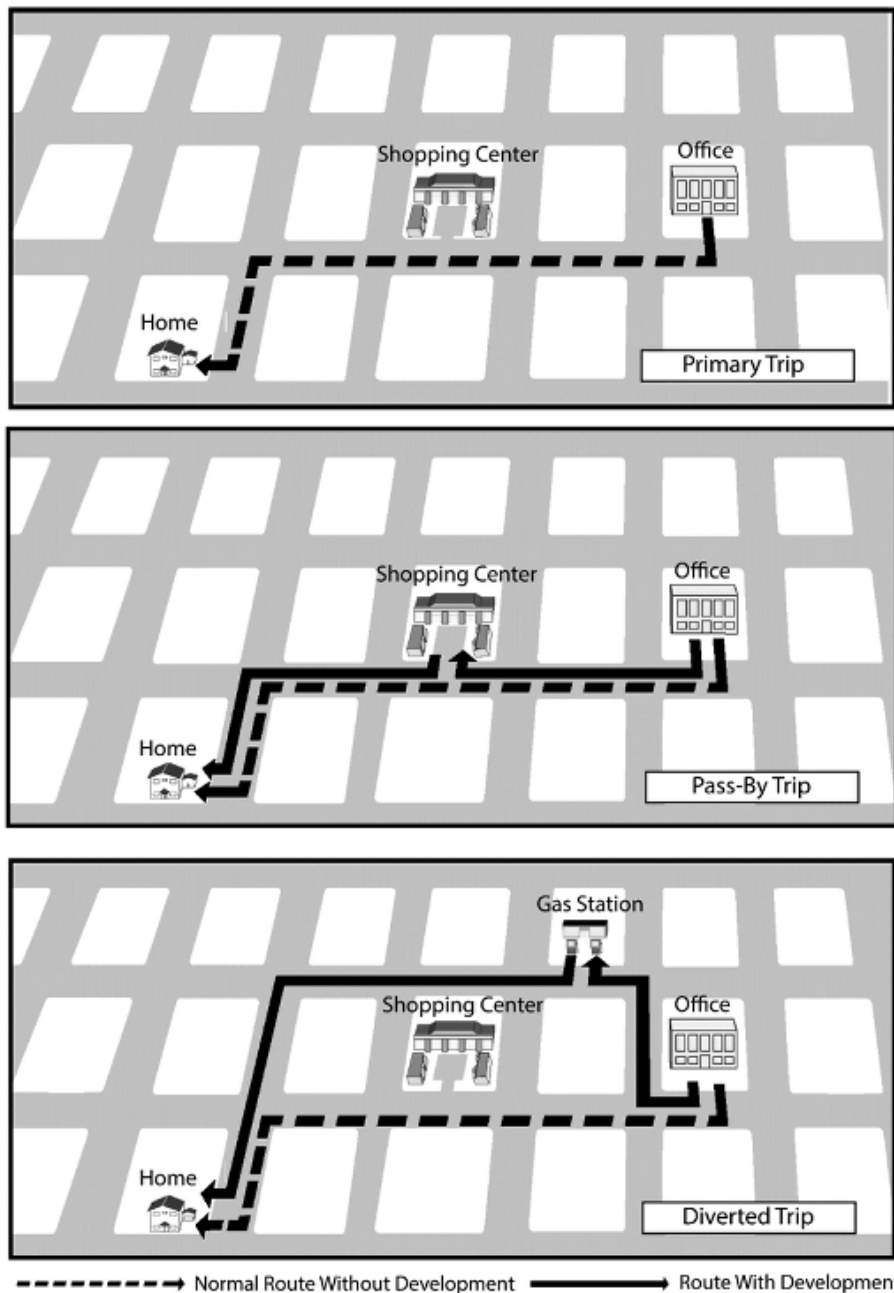 Shopping Center
Office
Home
Primary Trip
Shopping Center
Office
Home
Pass-By Trip
Gas Station
Shopping Center
Office
Home
Diverted Trip
Normal Route Without Development
Route With Developmen